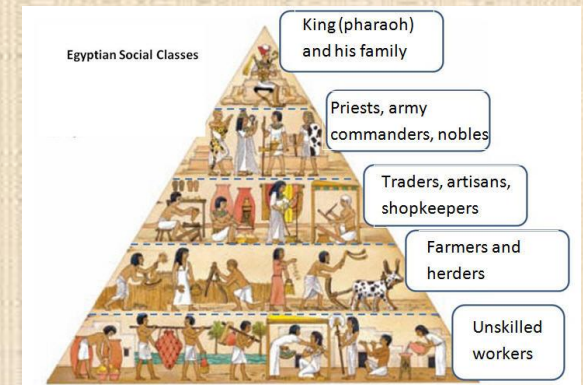 Egyptian Social Classes
King (pharaoh)
and his family
Priests, army
commanders, nobles
Traders, artisans,
shopkeepers
Farmers and
herders
Unskilled
workers